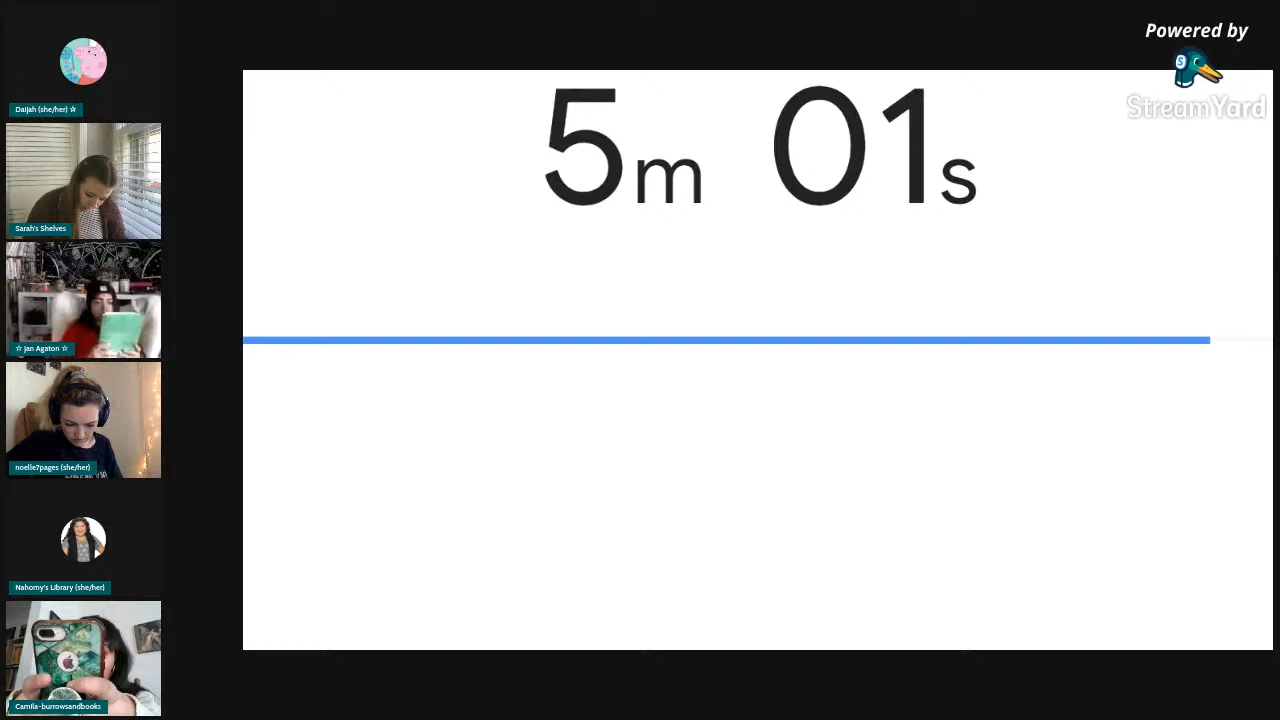 Powered by
StreamYard
5m 01s
Daijah (she/her) ☆
Sarah's Shelves
☆ Jan Agaton ☆
noelle7pages (she/her)
Nahomy's Library (she/her)
Camila-burrowsandbooks